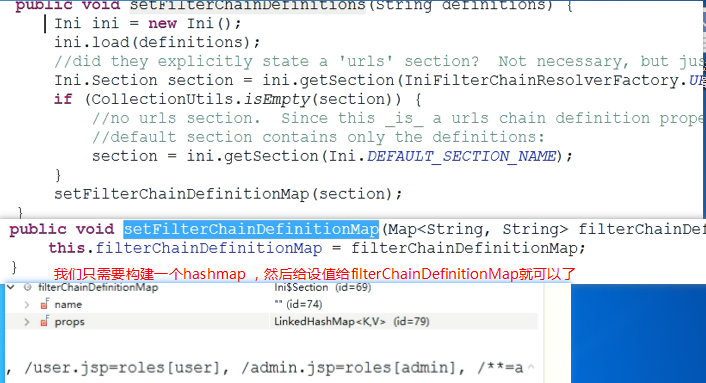 public void setFilterChainDefinitions(String definitions) {
Ini ini = new Ini();
ini.load(definitions);
//did they explicitly state a 'urls' section?  Not necessary, but jus
Ini.Section section = ini.getSection(IniFilterChainResolverFactory.UR
if (CollectionUtils.isEmpty(section)) {
//no urls section.  Since this _is_ a urls chain definition prope
//default section contains only the definitions:
section = ini.getSection(Ini.DEFAULT_SECTION_NAME);
}
setFilterChainDefinitionMap(section);
}
public void setFilterChainDefinitionMap(Map<String, String> filterChainDef
this.filterChainDefinitionMap = filterChainDefinitionMap;
}
我们只需要构建一个hashmap ，然后给设值给filterChainDefinitionMap就可以了
filterChainDefinitionMap Ini$Section (id=69)
name "" (id=74)
props LinkedHashMap<K,V> (id=79)
, /user.jsp=roles[user], /admin.jsp=roles[admin], /**=a